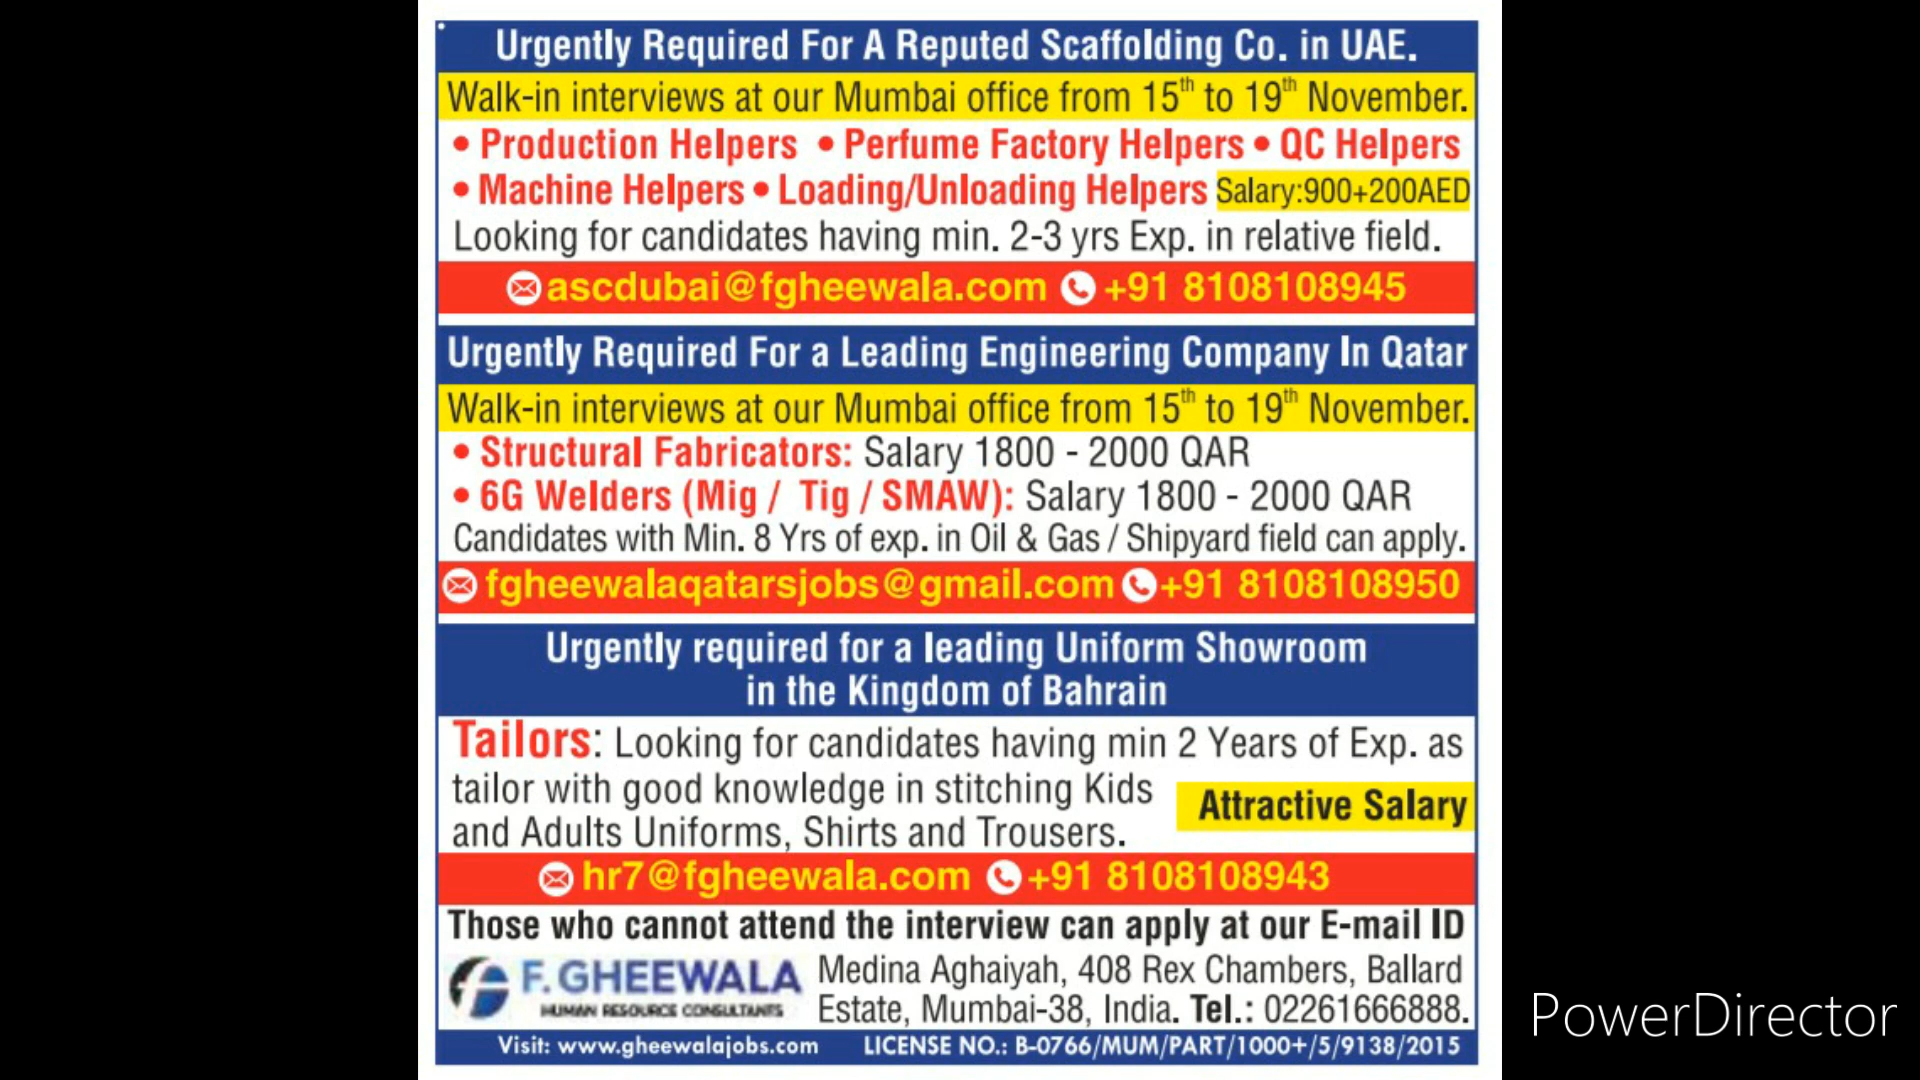 Urgently Required For A Reputed Scaffolding Co. in UAE.
Walk-in interviews at our Mumbai office from 15th to 19th November.
• Production Helpers • Perfume Factory Helpers • QC Helpers
• Machine Helpers • Loading/Unloading Helpers Salary:900+200AED
Looking for candidates having min. 2-3 yrs Exp. in relative field.
ascdubai@fgheewala.com +91 8108108945
Urgently Required For a Leading Engineering Company In Qatar
Walk-in interviews at our Mumbai office from 15th to 19th November.
• Structural Fabricators: Salary 1800 - 2000 QAR
• 6G Welders (Mig / Tig / SMAW): Salary 1800 - 2000 QAR
Candidates with Min. 8 Yrs of exp. in Oil & Gas / Shipyard field can apply.
fgheewalaqatarsjobs@gmail.com +91 8108108950
Urgently required for a leading Uniform Showroom
in the Kingdom of Bahrain
Tailors: Looking for candidates having min 2 Years of Exp. as
tailor with good knowledge in stitching Kids
and Adults Uniforms, Shirts and Trousers.
Attractive Salary
hr7@fgheewala.com +91 8108108943
Those who cannot attend the interview can apply at our E-mail ID
F. GHEEWALA
HUMAN RESOURCE CONSULTANTS
Medina Aghaiyah, 408 Rex Chambers, Ballard
Estate, Mumbai-38, India. Tel.: 02261666888.
Visit: www.gheewalajobs.com LICENSE NO.: B-0766/MUM/PART/1000+/5/9138/2015
PowerDirector